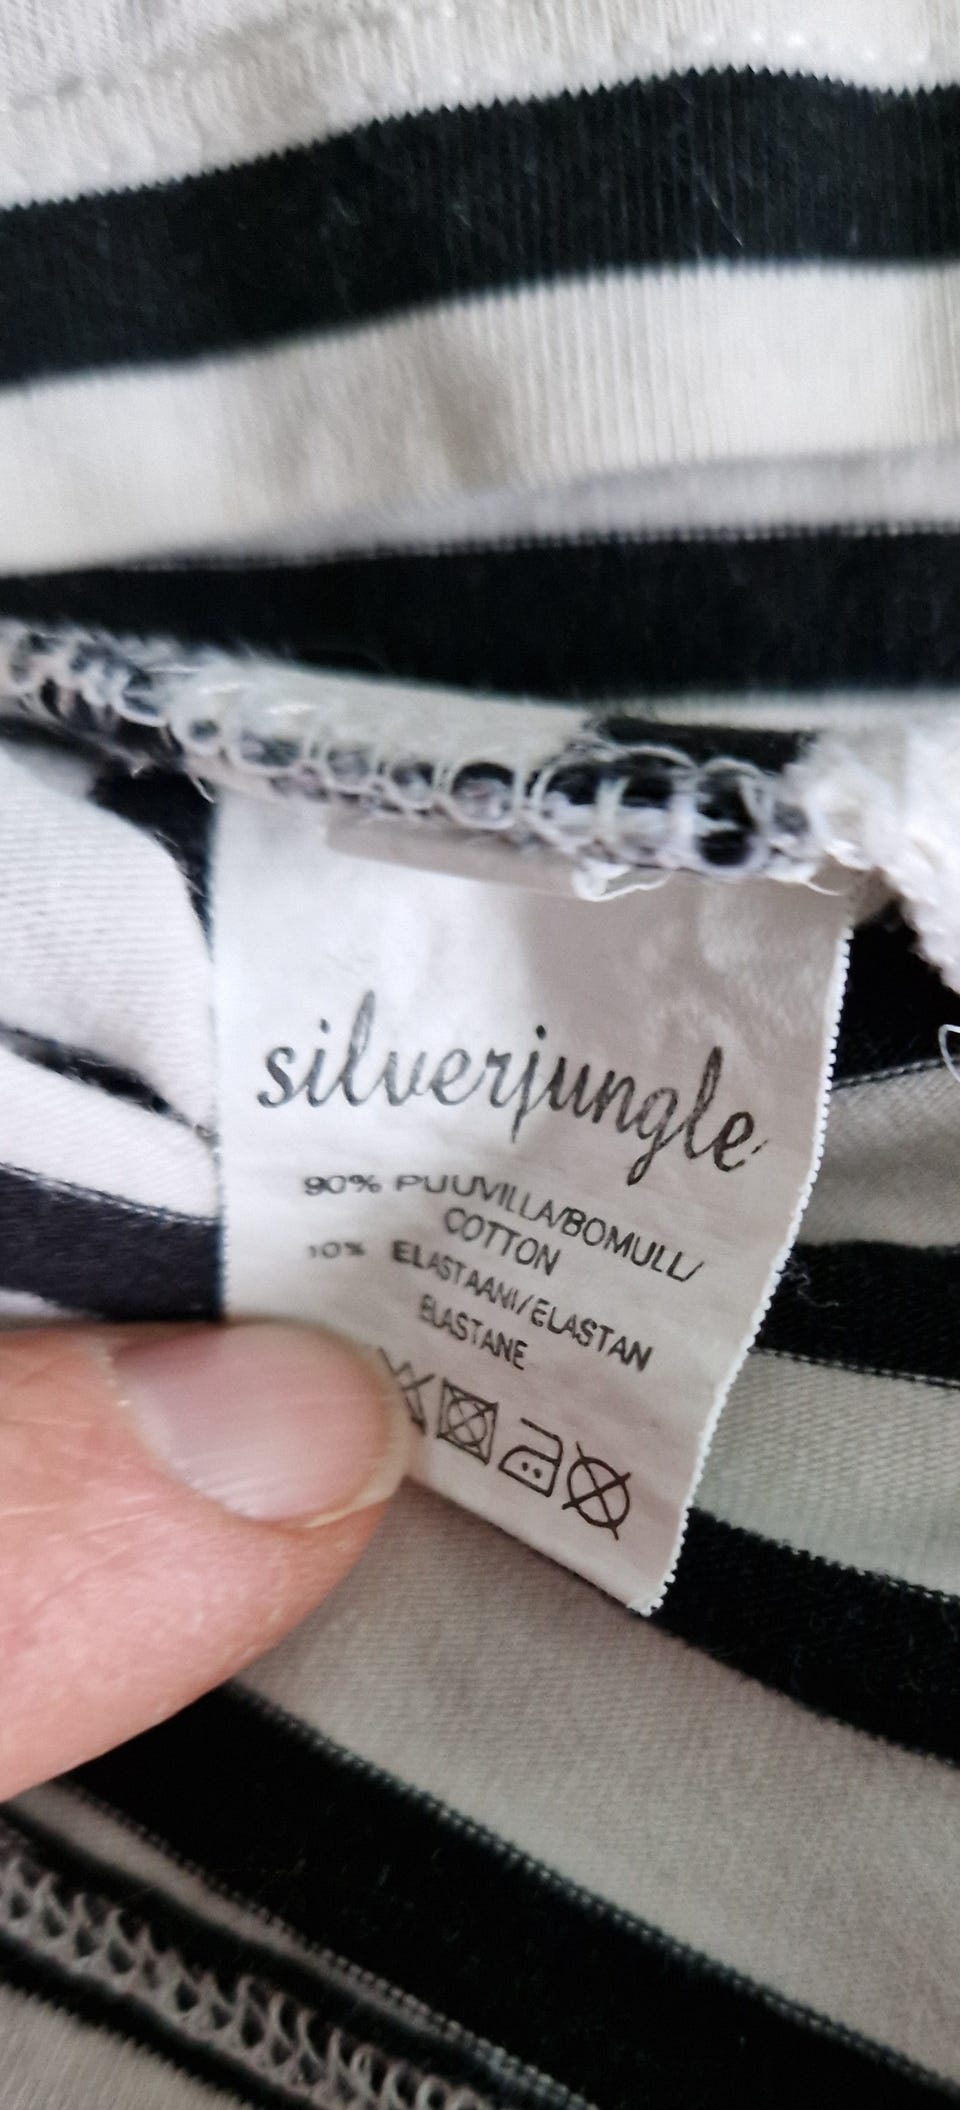 silverjungle
90% PUUVILLA/BOMULL/
COTTON
10% ELASTAANI/ELASTAN
ELASTANE